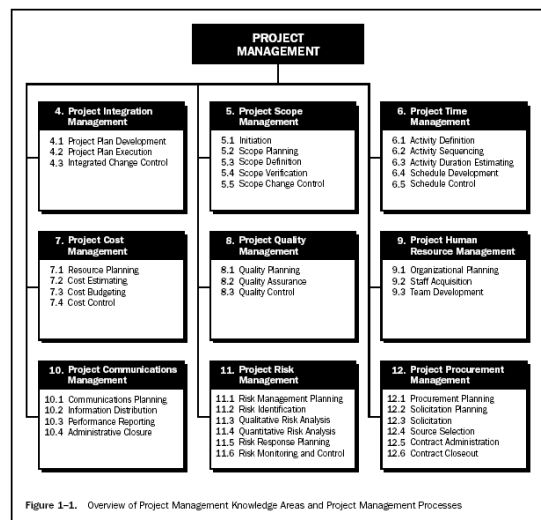 PROJECT
MANAGEMENT
4. Project Integration
Management
4.1 Project Plan Development
4.2 Project Plan Execution
4.3 Integrated Change Control
5. Project Scope
Management
5.1 Initiation
5.2 Scope Planning
5.3 Scope Definition
5.4 Scope Verification
5.5 Scope Change Control
6. Project Time
Management
6.1 Activity Definition
6.2 Activity Sequencing
6.3 Activity Duration Estimating
6.4 Schedule Development
6.5 Schedule Control
7. Project Cost
Management
7.1 Resource Planning
7.2 Cost Estimating
7.3 Cost Budgeting
7.4 Cost Control
8. Project Quality
Management
8.1 Quality Planning
8.2 Quality Assurance
8.3 Quality Control
9. Project Human
Resource Management
9.1 Organizational Planning
9.2 Staff Acquisition
9.3 Team Development
10. Project Communications
Management
10.1 Communications Planning
10.2 Information Distribution
10.3 Performance Reporting
10.4 Administrative Closure
11. Project Risk
Management
11.1 Risk Management Planning
11.2 Risk Identification
11.3 Qualitative Risk Analysis
11.4 Quantitative Risk Analysis
11.5 Risk Response Planning
11.6 Risk Monitoring and Control
12. Project Procurement
Management
12.1 Procurement Planning
12.2 Solicitation Planning
12.3 Solicitation
12.4 Source Selection
12.5 Contract Administration
12.6 Contract Closeout
Figure 1–1. Overview of Project Management Knowledge Areas and Project Management Processes